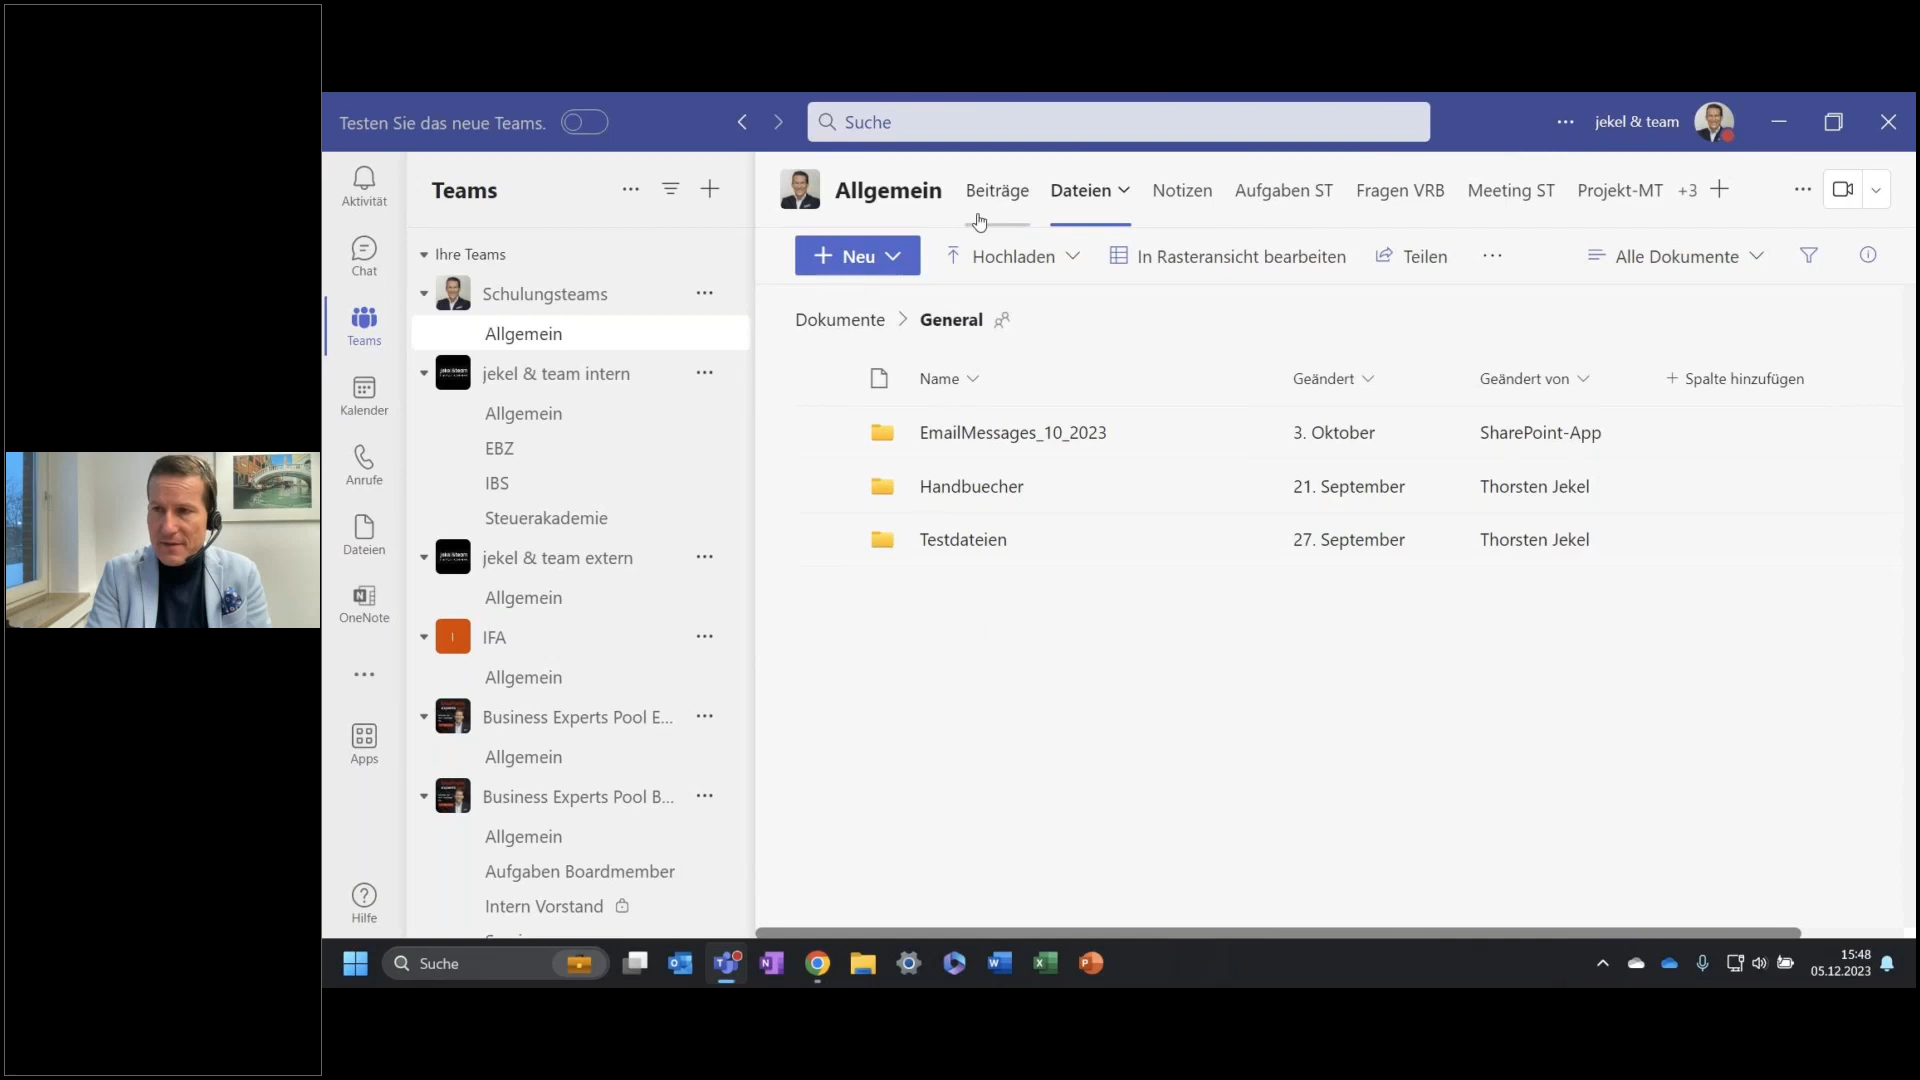 Testen Sie das neue Teams.
Suche
jekel & team
Aktivität
Chat
Teams
Kalender
Anrufe
Dateien
OneNote
Apps
Hilfe
Teams
Ihre Teams
Schulungsteams
Allgemein
jekel & team intern
Allgemein
EBZ
IBS
Steuerakademie
jekel & team extern
Allgemein
I
IFA
Allgemein
Business Experts Pool E...
Allgemein
Business Experts Pool B...
Allgemein
Aufgaben Boardmember
Intern Vorstand
Allgemein Beiträge Dateien Notizen Aufgaben ST Fragen VRB Meeting ST Projekt-MT +3
Neu Hochladen In Rasteransicht bearbeiten Teilen Alle Dokumente
Dokumente > General
Name Geändert Geändert von + Spalte hinzufügen
EmailMessages_10_2023 3. Oktober SharePoint-App
Handbuecher 21. September Thorsten Jekel
Testdateien 27. September Thorsten Jekel
Suche
15:48
05.12.2023